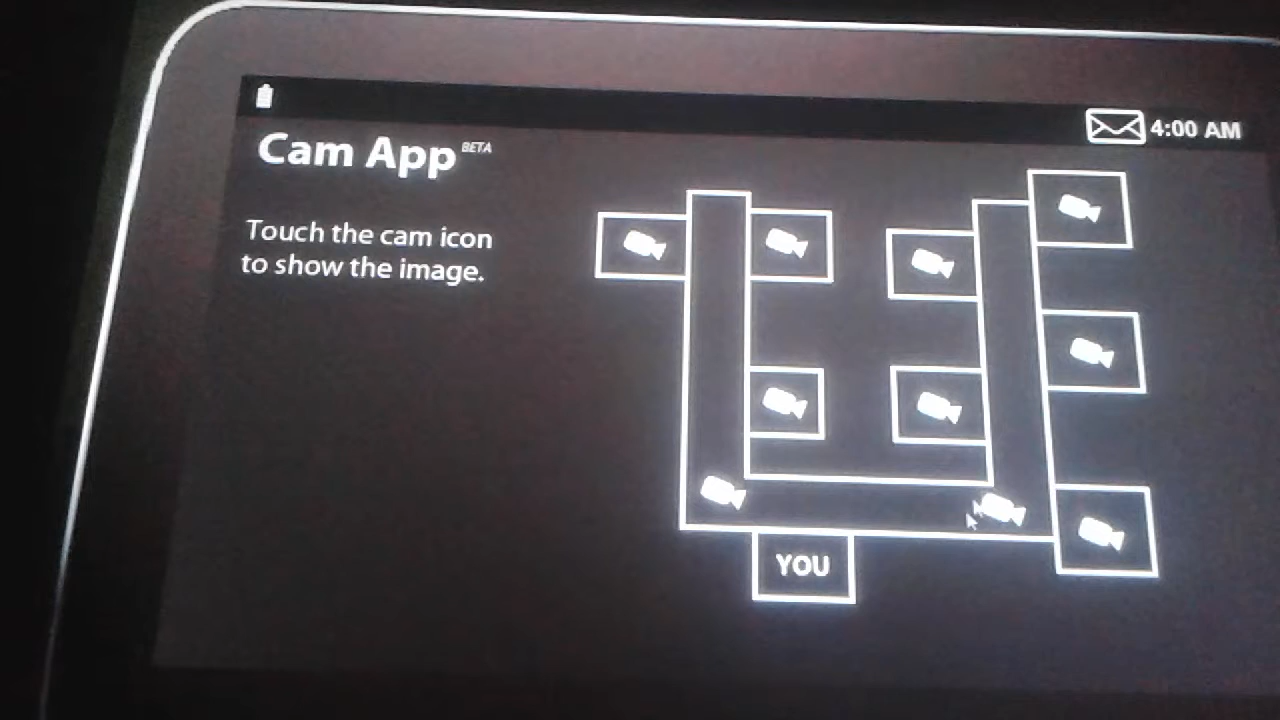 4:00 AM
Cam App BETA
Touch the cam icon
to show the image.
YOU